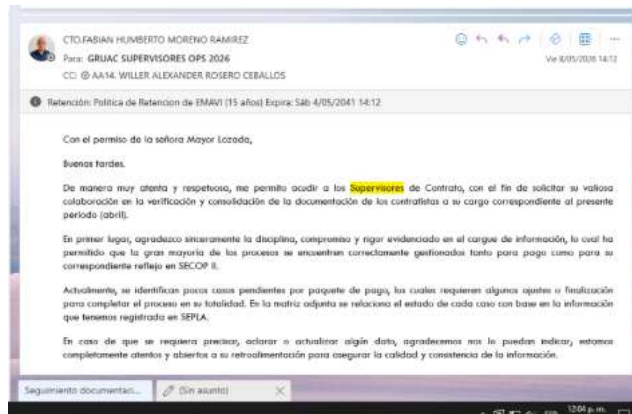 CTO.FABIAN HUMBERTO MORENO RAMIREZ
Para: GRUAC SUPERVISORES OPS 2026
CC: AA14. WILLER ALEXANDER ROSERO CEBALLOS
Vie 8/05/2026 14:12
Retención: Política de Retencion de EMAVI (15 años) Expira: Sáb 4/05/2041 14:12
Con el permiso de la señora Mayor Lozada,
Buenas tardes.
De manera muy atenta y respetuosa, me permito acudir a los Supervisores de Contrato, con el fin de solicitar su valiosa
colaboración en la verificación y consolidación de la documentación de los contratistas a su cargo correspondiente al presente
periodo (abril).
En primer lugar, agradezco sinceramente la disciplina, compromiso y rigor evidenciado en el cargue de información, lo cual ha
permitido que la gran mayoría de los procesos se encuentren correctamente gestionados tanto para pago como para su
correspondiente reflejo en SECOP II.
Actualmente, se identifican pocos casos pendientes por paquete de pago, los cuales requieren algunos ajustes o finalización
para completar el proceso en su totalidad. En la matriz adjunta se relaciona el estado de cada caso con base en la información
que tenemos registrada en SEPLA.
En caso de que se requiera precisar, aclarar o actualizar algún dato, agradecemos nos lo puedan indicar, estamos
completamente atentos y abiertos a su retroalimentación para asegurar la calidad y consistencia de la información.
Seguimiento documentaci...
(Sin asunto)
12:04 p. m.